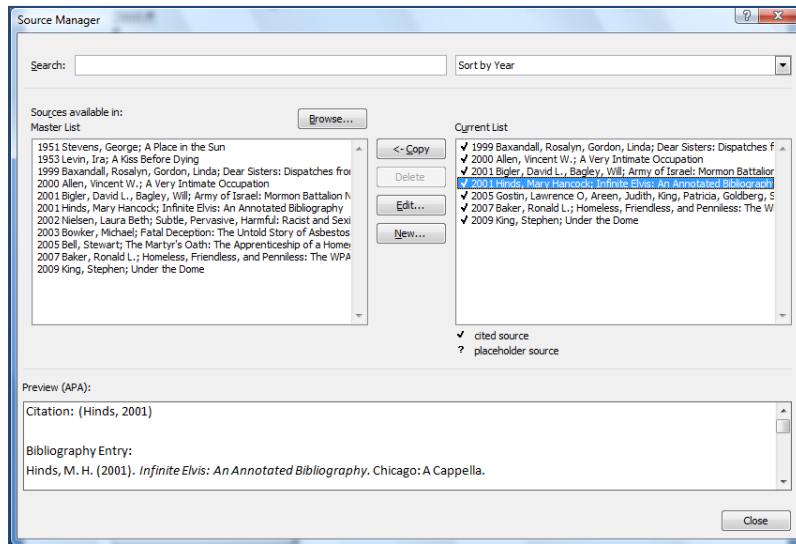 Source Manager
Search:
Sort by Year
Sources available in:
Master List
Browse...
Current List
1951 Stevens, George; A Place in the Sun
1953 Levin, Ira; A Kiss Before Dying
1999 Baxandall, Rosalyn, Gordon, Linda; Dear Sisters: Dispatches fro
2000 Allen, Vincent W.; A Very Intimate Occupation
2001 Bigler, David L., Bagley, Will; Army of Israel: Mormon Battalion N
2001 Hinds, Mary Hancock; Infinite Elvis: An Annotated Bibliography
2002 Nielsen, Laura Beth; Subtle, Pervasive, Harmful: Racist and Sexi
2003 Bowker, Michael; Fatal Deception: The Untold Story of Asbestos
2005 Bell, Stewart; The Martyr's Oath: The Apprenticeship of a Home
2007 Baker, Ronald L.; Homeless, Friendless, and Penniless: The WPA
2009 King, Stephen; Under the Dome
<- Copy
Delete
Edit...
New...
✓ 1999 Baxandall, Rosalyn, Gordon, Linda; Dear Sisters: Dispatches f
✓ 2000 Allen, Vincent W.; A Very Intimate Occupation
✓ 2001 Bigler, David L., Bagley, Will; Army of Israel: Mormon Battalior
✓ 2001 Hinds, Mary Hancock; Infinite Elvis: An Annotated Bibliograph
✓ 2005 Gostin, Lawrence O, Areen, Judith, King, Patricia, Goldberg, S
✓ 2007 Baker, Ronald L.; Homeless, Friendless, and Penniless: The WP
✓ 2009 King, Stephen; Under the Dome
✓ cited source
? placeholder source
Preview (APA):
Citation: (Hinds, 2001)
Bibliography Entry:
Hinds, M. H. (2001). Infinite Elvis: An Annotated Bibliography. Chicago: A Cappella.
Close